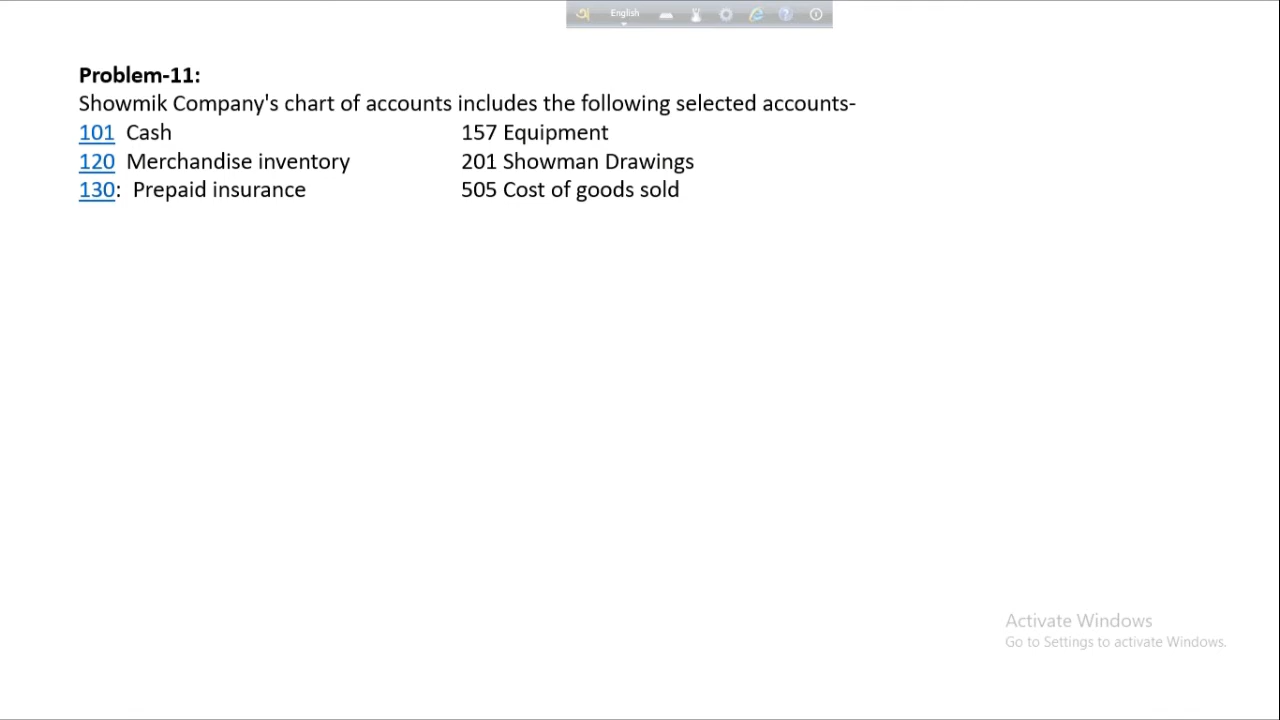 অ English
Problem-11:
Showmik Company's chart of accounts includes the following selected accounts-
101 Cash 157 Equipment
120 Merchandise inventory 201 Showman Drawings
130: Prepaid insurance 505 Cost of goods sold
Activate Windows
Go to Settings to activate Windows.